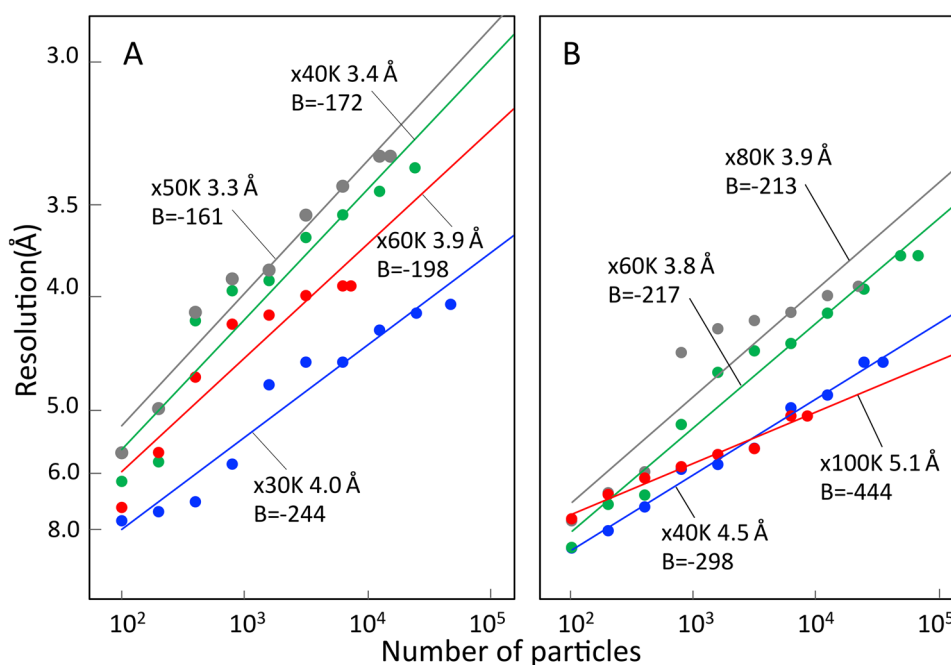 A
B
3.0
3.5
4.0
5.0
6.0
8.0
Resolution(Å)
x40K 3.4 Å
B=-172
x50K 3.3 Å
B=-161
x60K 3.9 Å
B=-198
x30K 4.0 Å
B=-244
x80K 3.9 Å
B=-213
x60K 3.8 Å
B=-217
x100K 5.1 Å
B=-444
x40K 4.5 Å
B=-298
10² 10³ 10⁴ 10⁵
10² 10³ 10⁴ 10⁵
Number of particles